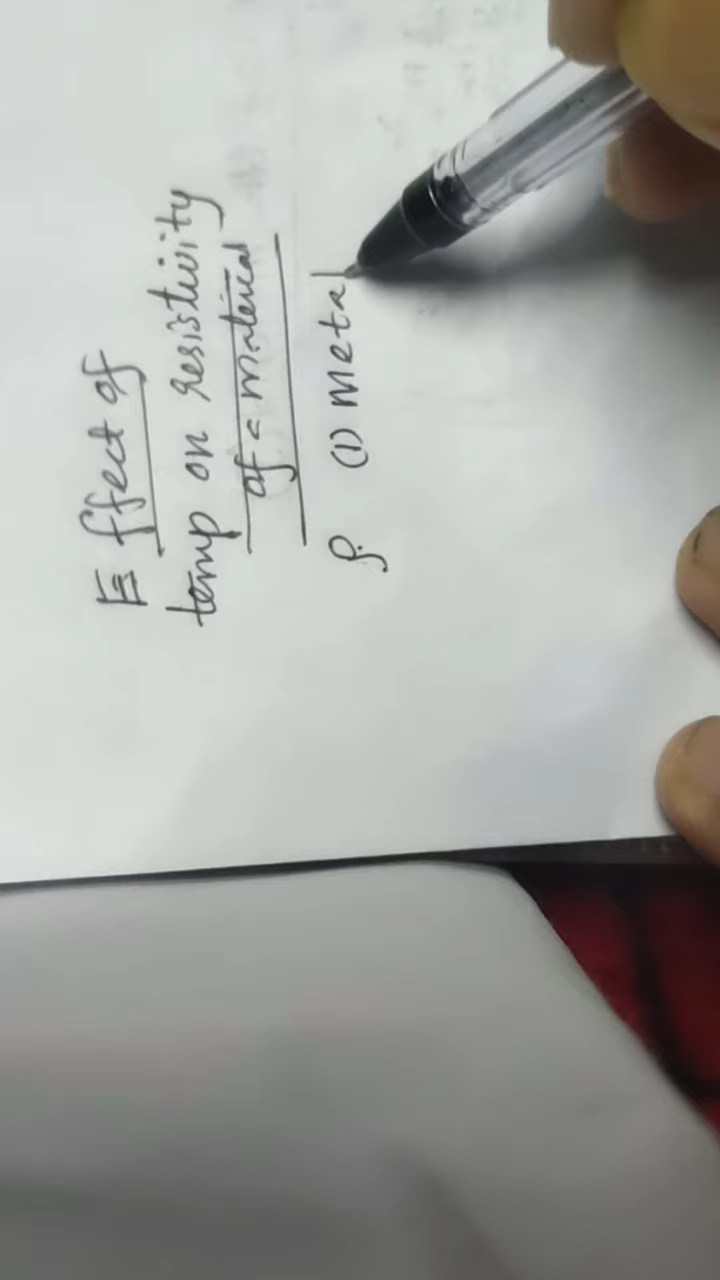 Effect of
temp on resistivity
of a material
ρ. (1) metal